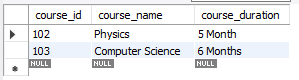 course_id course_name course_duration
102 Physics 5 Month
103 Computer Science 6 Months
NULL NULL NULL